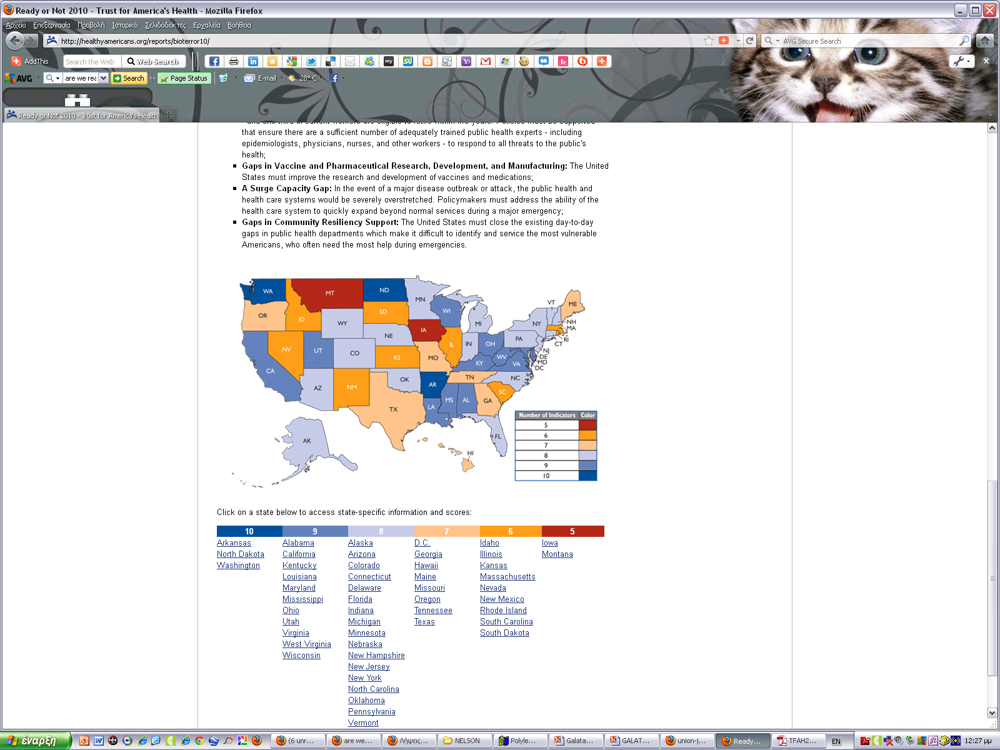 Ready or Not 2010 - Trust for America's Health - Mozilla Firefox
Αρχείο Επεξεργασία Προβολή Ιστορικό Σελιδοδείκτες Εργαλεία Βοήθεια
http://healthyamericans.org/reports/bioterror10/
AVG Secure Search
AddThis Search the Web Web Search
AVG are we rea Search Page Status E-mail 28° C
Ready or Not 2010 - Trust for America's Health
that ensure there are a sufficient number of adequately trained public health experts - including
epidemiologists, physicians, nurses, and other workers - to respond to all threats to the public's
health;
Gaps in Vaccine and Pharmaceutical Research, Development, and Manufacturing: The United
States must improve the research and development of vaccines and medications;
A Surge Capacity Gap: In the event of a major disease outbreak or attack, the public health and
health care systems would be severely overstretched. Policymakers must address the ability of the
health care system to quickly expand beyond normal services during a major emergency;
Gaps in Community Resiliency Support: The United States must close the existing day-to-day
gaps in public health departments which make it difficult to identify and service the most vulnerable
Americans, who often need the most help during emergencies.
WA MT ND MN VT ME
OR ID SD WI NH
WY MI NY MA
IA RI
NE PA CT
NV UT CO IL IN OH NJ
KS MO WV DE
CA KY VA MD
DC
AZ NM OK AR TN NC
SC
TX LA MS AL GA
AK FL
HI
Number of Indicators Color
5
6
7
8
9
10
Click on a state below to access state-specific information and scores:
10 9 8 7 6 5
Arkansas Alabama Alaska D.C. Idaho Iowa
North Dakota California Arizona Georgia Illinois Montana
Washington Kentucky Colorado Hawaii Kansas
Louisiana Connecticut Maine Massachusetts
Maryland Delaware Missouri Nevada
Mississippi Florida Oregon New Mexico
Ohio Indiana Tennessee Rhode Island
Utah Michigan Texas South Carolina
Virginia Minnesota South Dakota
West Virginia Nebraska
Wisconsin New Hampshire
New Jersey
New York
North Carolina
Oklahoma
Pennsylvania
Vermont
έναρξη (6 unr... are we... Λήψεις... NELSON Polyle... Galata... GALAT... union-j... Ready... TFAH2... EN 12:27 μμ